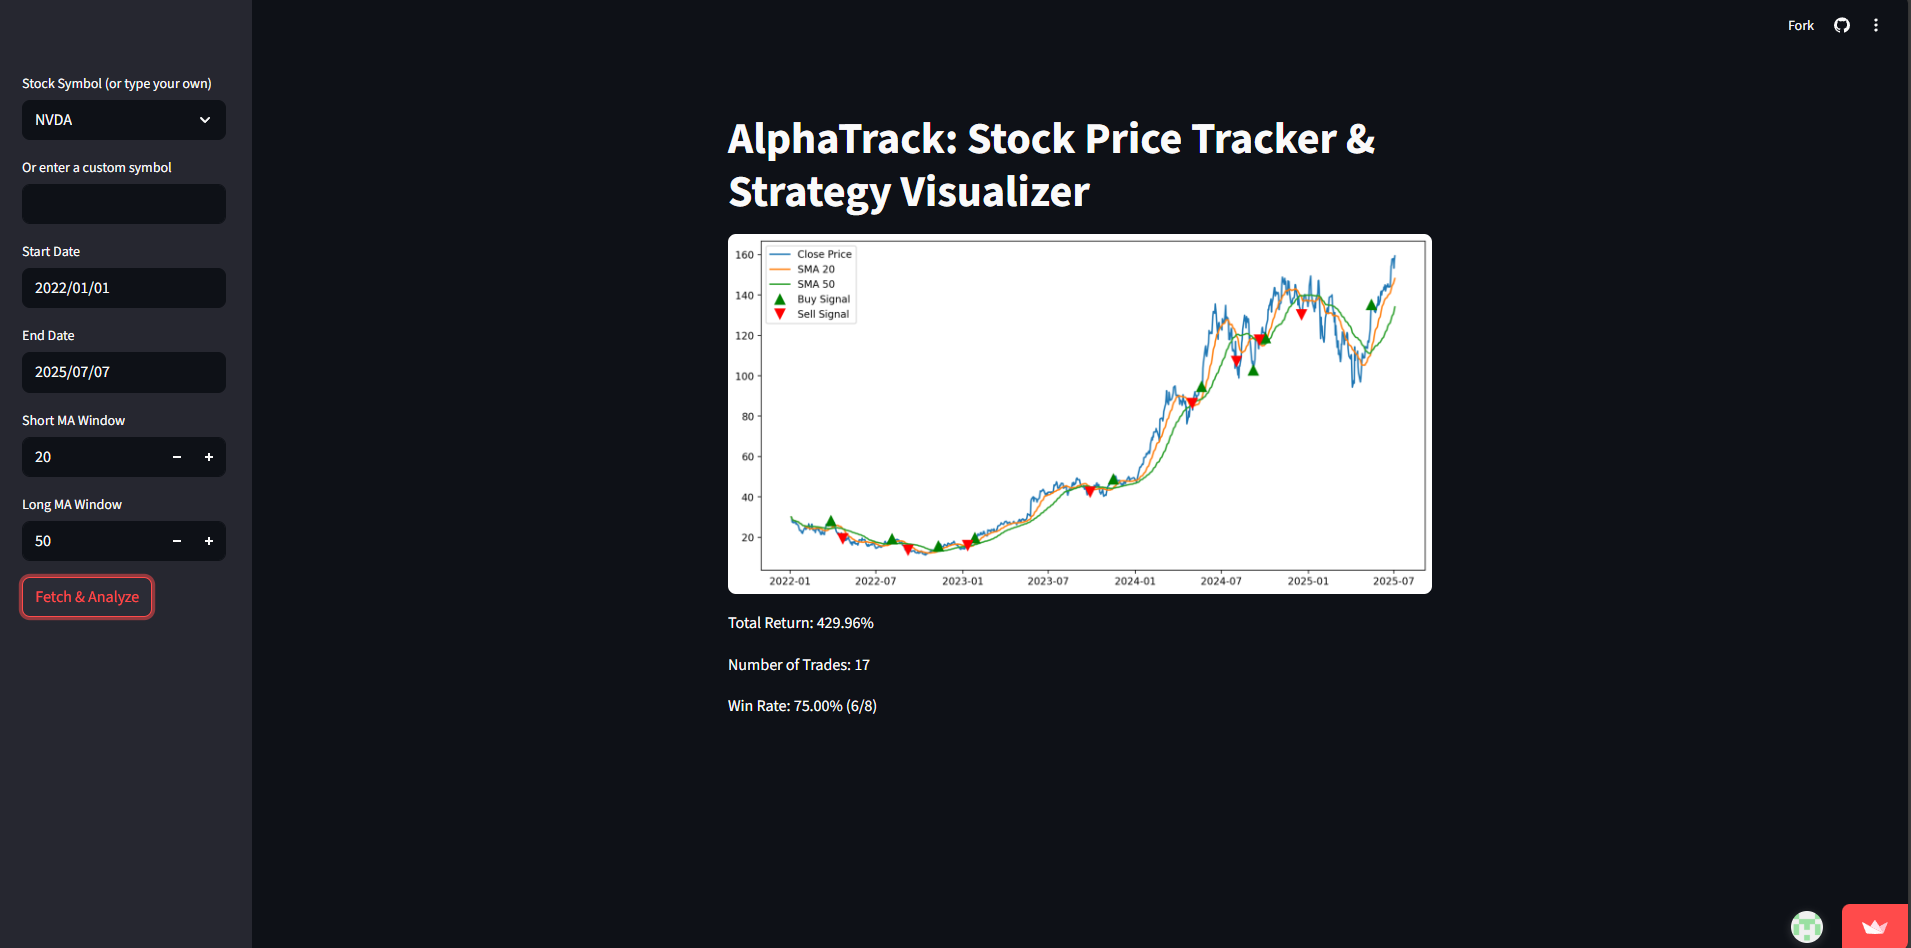 Fork
Stock Symbol (or type your own)
NVDA
Or enter a custom symbol
Start Date
2022/01/01
End Date
2025/07/07
Short MA Window
20
Long MA Window
50
Fetch & Analyze
AlphaTrack: Stock Price Tracker &
Strategy Visualizer
Close Price
SMA 20
SMA 50
Buy Signal
Sell Signal
160
140
120
100
80
60
40
20
2022-01 2022-07 2023-01 2023-07 2024-01 2024-07 2025-01 2025-07
Total Return: 429.96%
Number of Trades: 17
Win Rate: 75.00% (6/8)